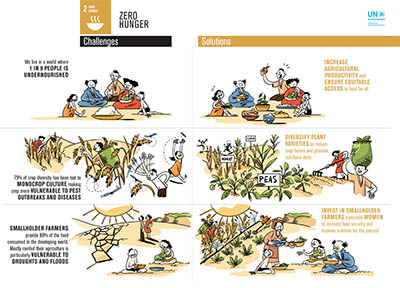 2 ZERO HUNGER
ZERO
HUNGER
UN
Challenges
Solutions
We live in a world where
1 IN 9 PEOPLE IS
UNDERNOURISHED
INCREASE
AGRICULTURAL
PRODUCTIVITY and
ENSURE EQUITABLE
ACCESS to food for all
75% of crop diversity has been lost to
MONOCROP CULTURE making
crop more VULNERABLE TO PEST
OUTBREAKS AND DISEASES
DIVERSIFY PLANT
VARIETIES to reduce
crop failure and promote
nutritious diets
PEAS
SMALLHOLDER FARMERS
provide 80% of the food
consumed in the developing world.
Mostly rainfed their agriculture is
particularly VULNERABLE TO
DROUGHTS AND FLOODS
INVEST IN SMALLHOLDER
FARMERS especially WOMEN
to increase food security and
improve nutrition for the poorest